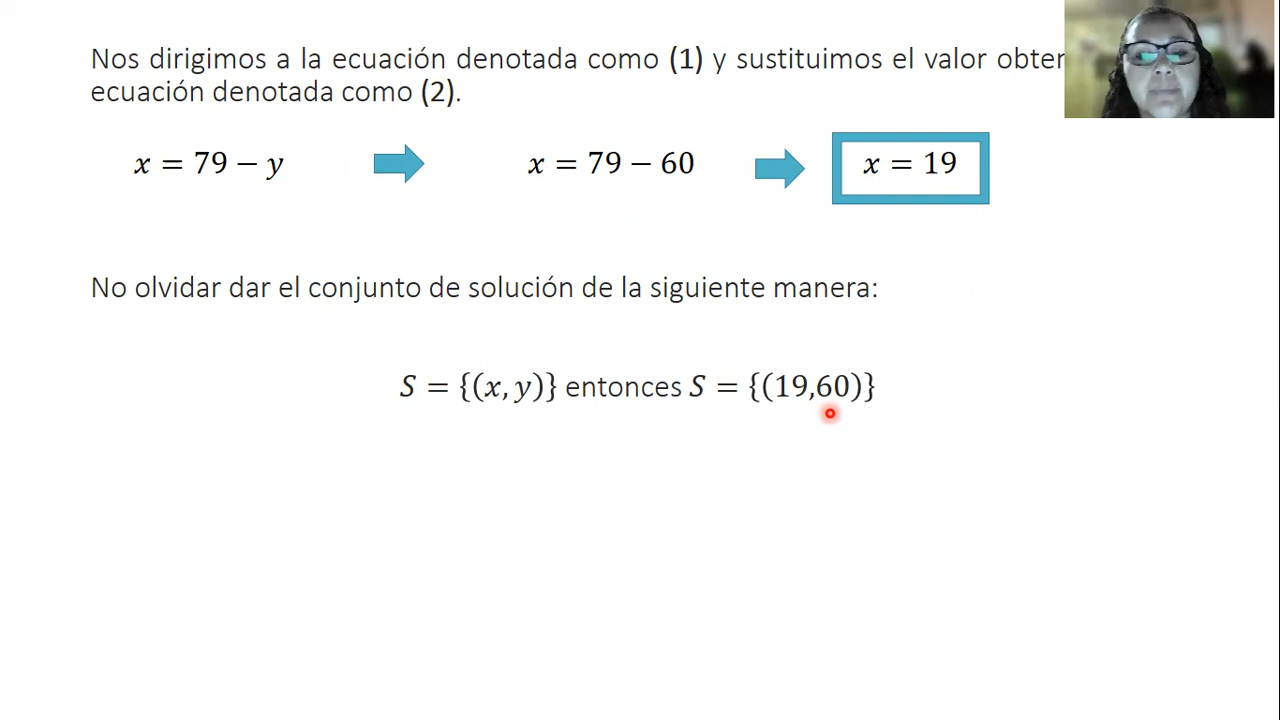 Nos dirigimos a la ecuación denotada como (1) y sustituimos el valor
ecuación denotada como (2).
x = 79 − y
x = 79 − 60
x = 19
No olvidar dar el conjunto de solución de la siguiente manera:
S = {(x, y)} entonces S = {(19,60)}